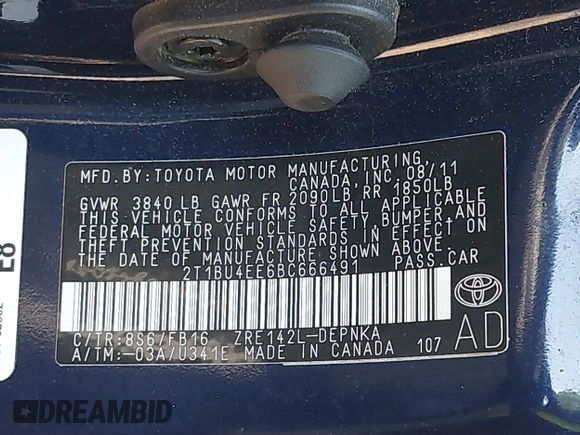 MFD.BY: TOYOTA MOTOR MANUFACTURING,
CANADA, INC. 08/11
GVWR 3840 LB GAWR FR 2090LB RR 1850LB
THIS VEHICLE CONFORMS TO ALL APPLICABLE
FEDERAL MOTOR VEHICLE SAFETY, BUMPER, AND
THEFT PREVENTION STANDARDS IN EFFECT ON
THE DATE OF MANUFACTURE SHOWN ABOVE.
2T1BU4EE6BC666491 PASS.CAR
C/TR:8S6/FB16 ZRE142L-DEPNKA
A/TM:-03A/U341E MADE IN CANADA 107
AD
E8
DREAMBID